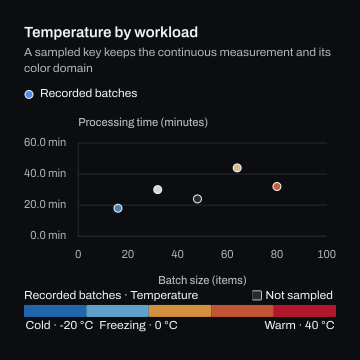 Temperature by workload
A sampled key keeps the continuous measurement and its
color domain
Recorded batches
Processing time (minutes)
60.0 min
40.0 min
20.0 min
0.0 min
0 20 40 60 80 100
Batch size (items)
Recorded batches · Temperature Not sampled
Cold · -20 °C Freezing · 0 °C Warm · 40 °C